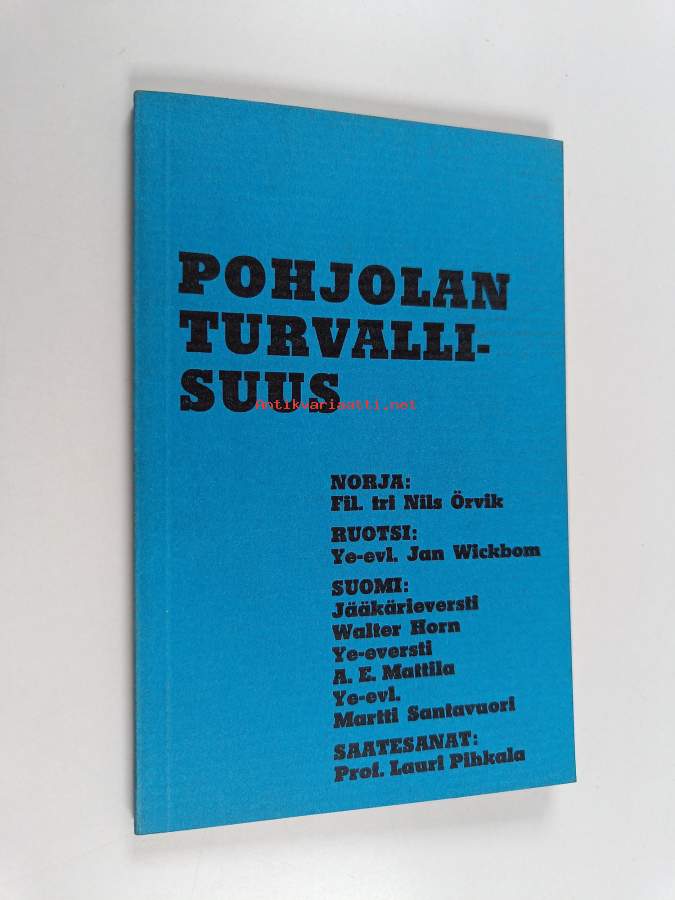 POHJOLAN
TURVALLI-
SUUS
Antikvariaatti.net
NORJA:
Fil. tri Nils Örvik
RUOTSI:
Ye-evl. Jan Wickbom
SUOMI:
Jääkärieversti
Walter Horn
Ye-eversti
A. E. Mattila
Ye-evl.
Martti Santavuori
SAATESANAT:
Prof. Lauri Pihkala